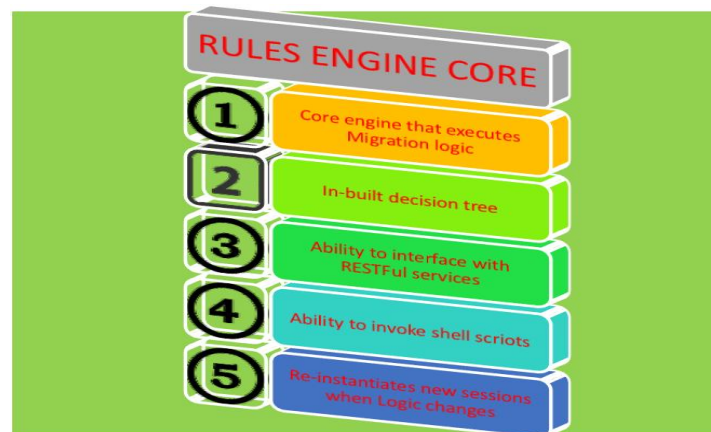 RULES ENGINE CORE
1
Core engine that executes
Migration logic
2
In-built decision tree
3
Ability to interface with
RESTFul services
4
Ability to invoke shell scriots
5
Re-instantiates new sessions
when Logic changes